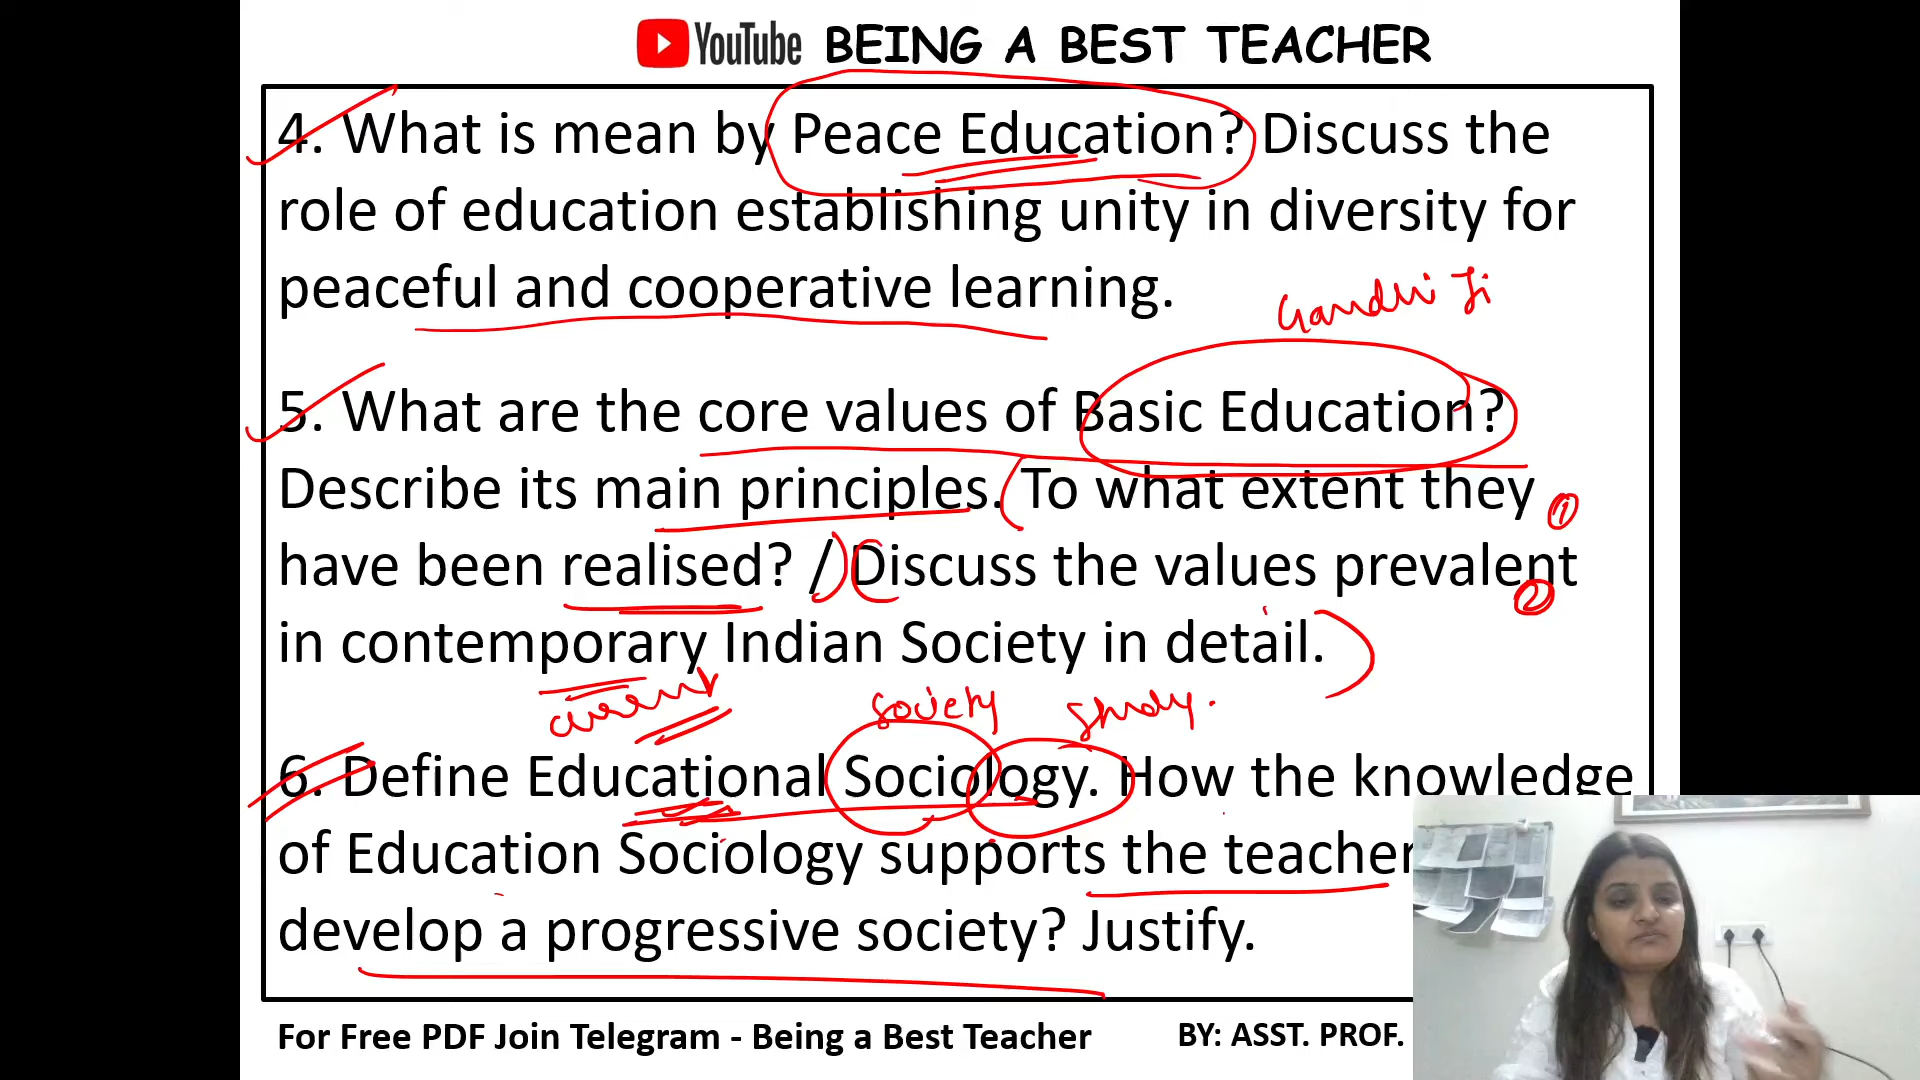 YouTube BEING A BEST TEACHER
4. What is mean by Peace Education? Discuss the
role of education establishing unity in diversity for
peaceful and cooperative learning.
Gandhi Ji
5. What are the core values of Basic Education?
Describe its main principles. To what extent they
1
have been realised? / Discuss the values prevalent
2
in contemporary Indian Society in detail.
current society study.
6. Define Educational Sociology. How the knowledge
of Education Sociology supports the teacher
develop a progressive society? Justify.
For Free PDF Join Telegram - Being a Best Teacher BY: ASST. PROF.